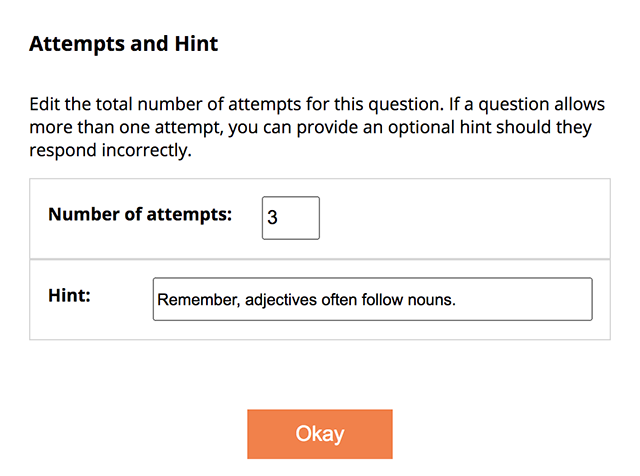 Attempts and Hint
Edit the total number of attempts for this question. If a question allows
more than one attempt, you can provide an optional hint should they
respond incorrectly.
Number of attempts: 3
Hint: Remember, adjectives often follow nouns.
Okay